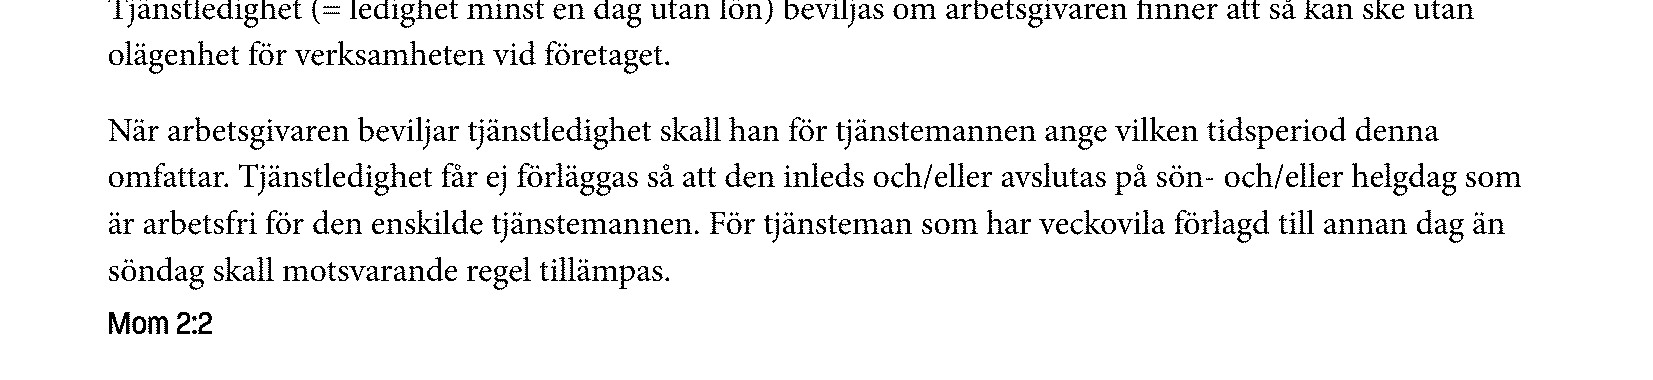 Tjänstledighet (= ledighet minst en dag utan lön) beviljas om arbetsgivaren finner att så kan ske utan
olägenhet för verksamheten vid företaget.
När arbetsgivaren beviljar tjänstledighet skall han för tjänstemannen ange vilken tidsperiod denna
omfattar. Tjänstledighet får ej förläggas så att den inleds och/eller avslutas på sön- och/eller helgdag som
är arbetsfri för den enskilde tjänstemannen. För tjänsteman som har veckovila förlagd till annan dag än
söndag skall motsvarande regel tillämpas.
Mom 2:2